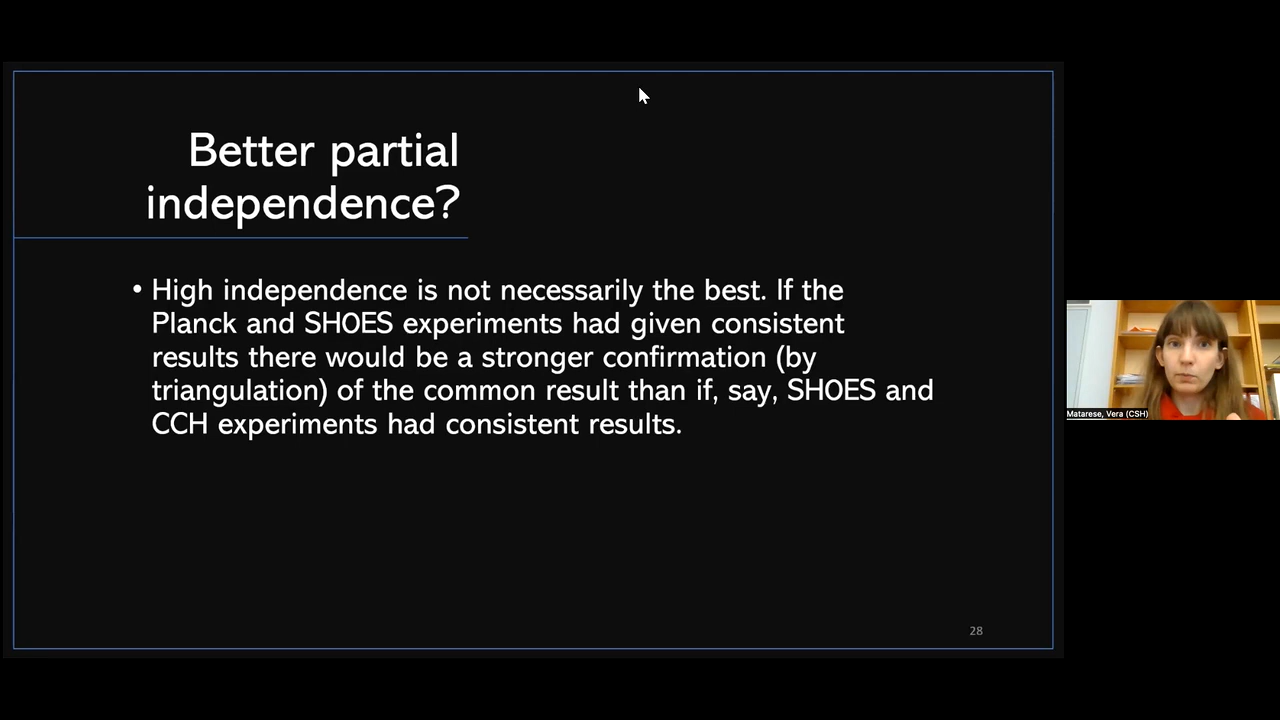 Better partial
independence?
• High independence is not necessarily the best. If the
Planck and SH0ES experiments had given consistent
results there would be a stronger confirmation (by
triangulation) of the common result than if, say, SH0ES and
CCH experiments had consistent results.
28
Matarese, Vera (CSH)